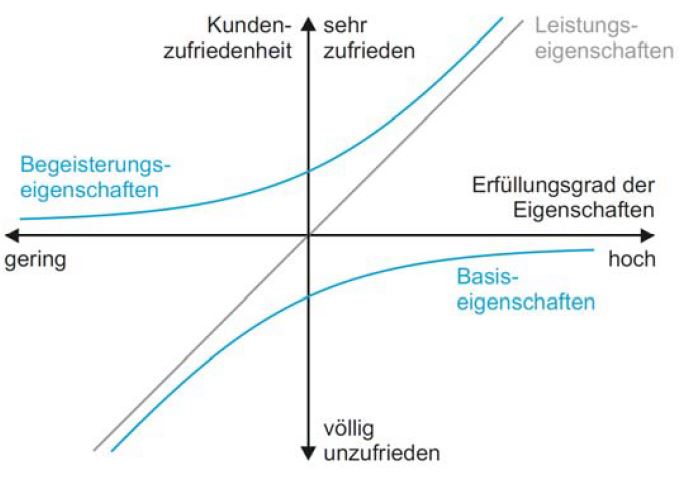 Kunden-
zufriedenheit
sehr
zufrieden
Leistungs-
eigenschaften
Begeisterungs-
eigenschaften
Erfüllungsgrad der
Eigenschaften
gering
hoch
Basis-
eigenschaften
völlig
unzufrieden